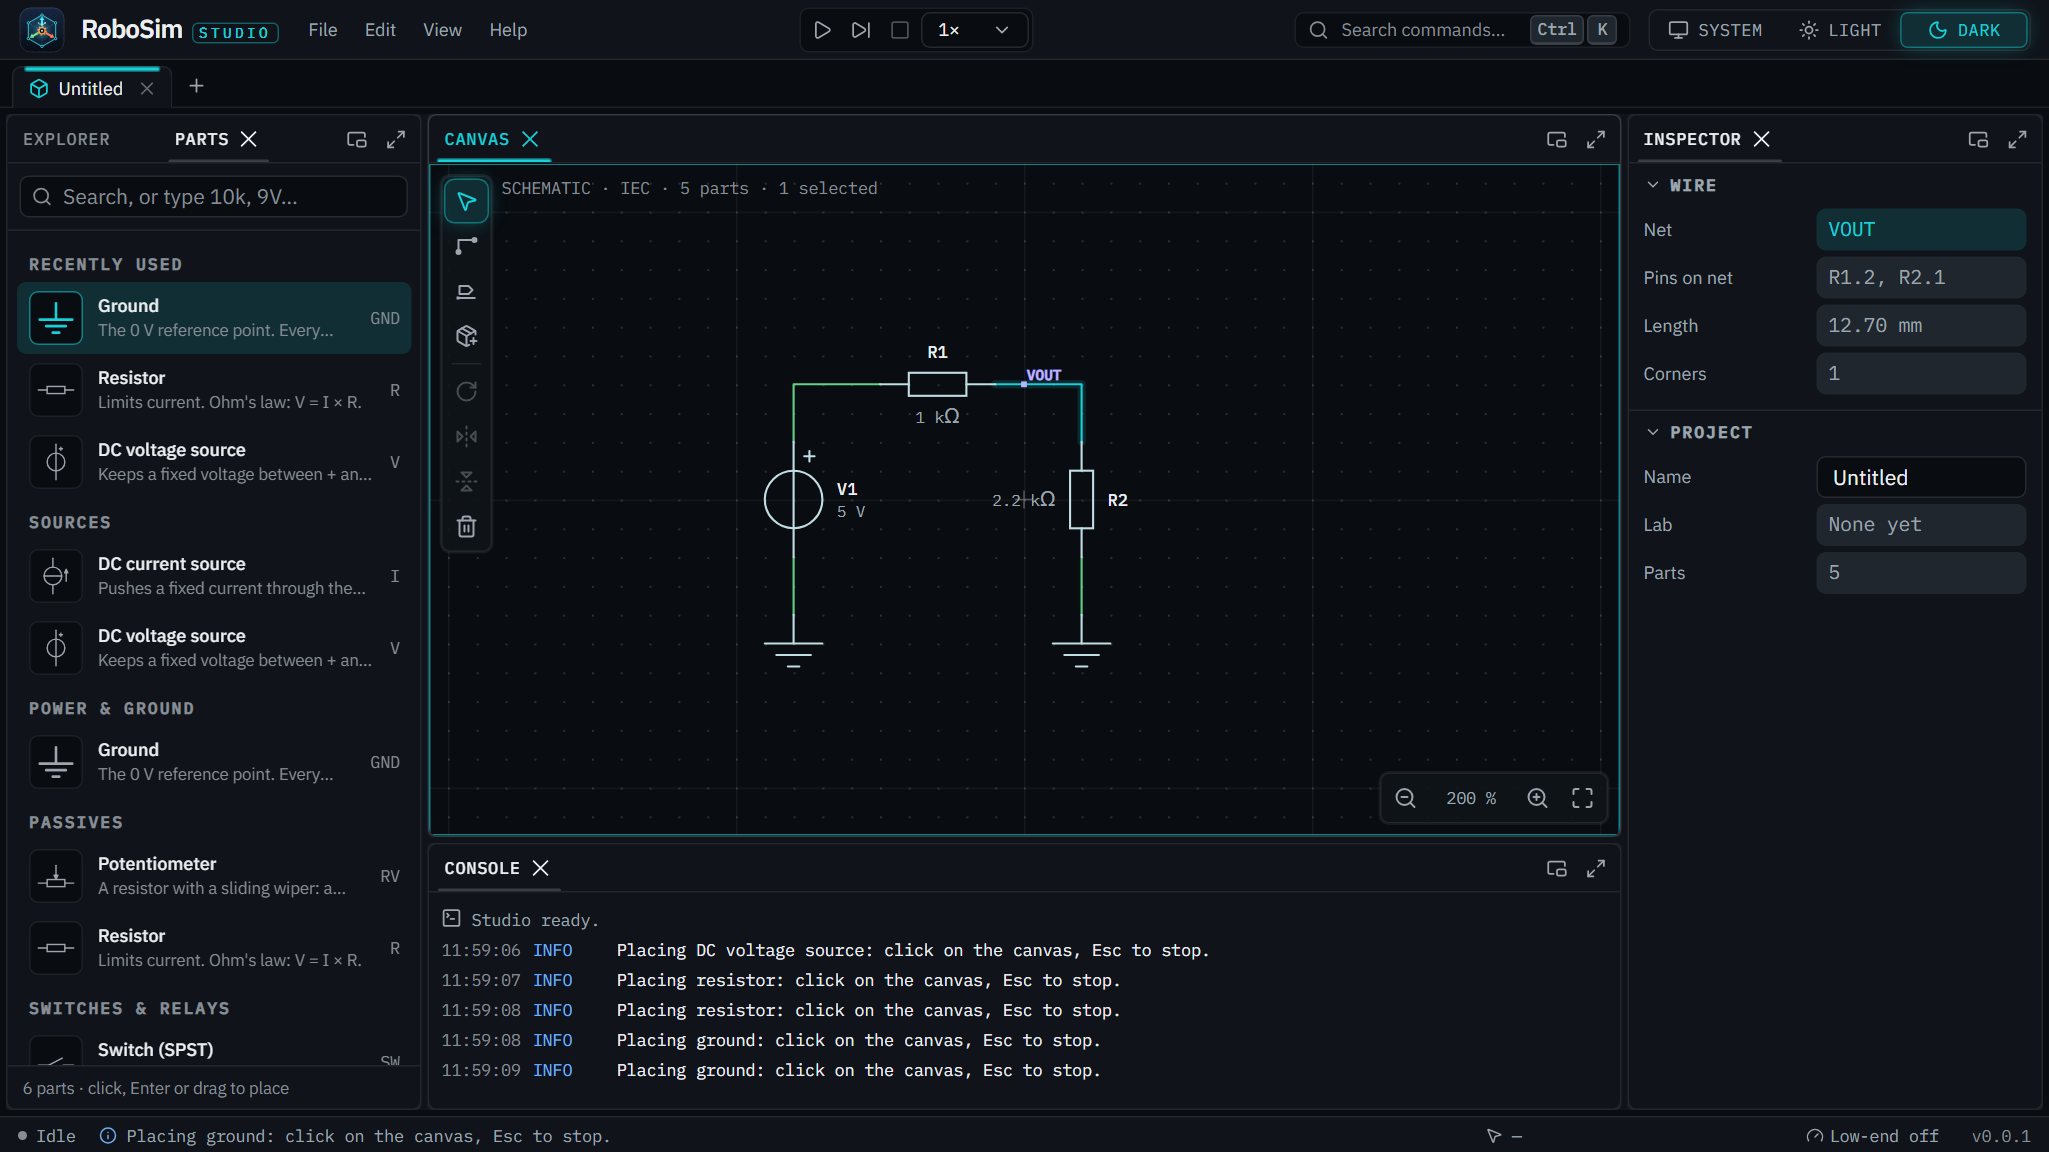 RoboSim STUDIO File Edit View Help 1× Search commands... Ctrl K SYSTEM LIGHT DARK
Untitled
EXPLORER PARTS
Search, or type 10k, 9V...
RECENTLY USED
Ground
The 0 V reference point. Every... GND
Resistor
Limits current. Ohm's law: V = I × R. R
DC voltage source
Keeps a fixed voltage between + an... V
SOURCES
DC current source
Pushes a fixed current through the... I
DC voltage source
Keeps a fixed voltage between + an... V
POWER & GROUND
Ground
The 0 V reference point. Every... GND
PASSIVES
Potentiometer
A resistor with a sliding wiper: a... RV
Resistor
Limits current. Ohm's law: V = I × R. R
SWITCHES & RELAYS
Switch (SPST)
SW
6 parts · click, Enter or drag to place
CANVAS
SCHEMATIC · IEC · 5 parts · 1 selected
R1
VOUT
1 kΩ
+
V1
5 V
2.2 kΩ
R2
200 %
CONSOLE
Studio ready.
11:59:06 INFO Placing DC voltage source: click on the canvas, Esc to stop.
11:59:07 INFO Placing resistor: click on the canvas, Esc to stop.
11:59:08 INFO Placing resistor: click on the canvas, Esc to stop.
11:59:08 INFO Placing ground: click on the canvas, Esc to stop.
11:59:09 INFO Placing ground: click on the canvas, Esc to stop.
INSPECTOR
WIRE
Net VOUT
Pins on net R1.2, R2.1
Length 12.70 mm
Corners 1
PROJECT
Name Untitled
Lab None yet
Parts 5
Idle Placing ground: click on the canvas, Esc to stop. — Low-end off v0.0.1